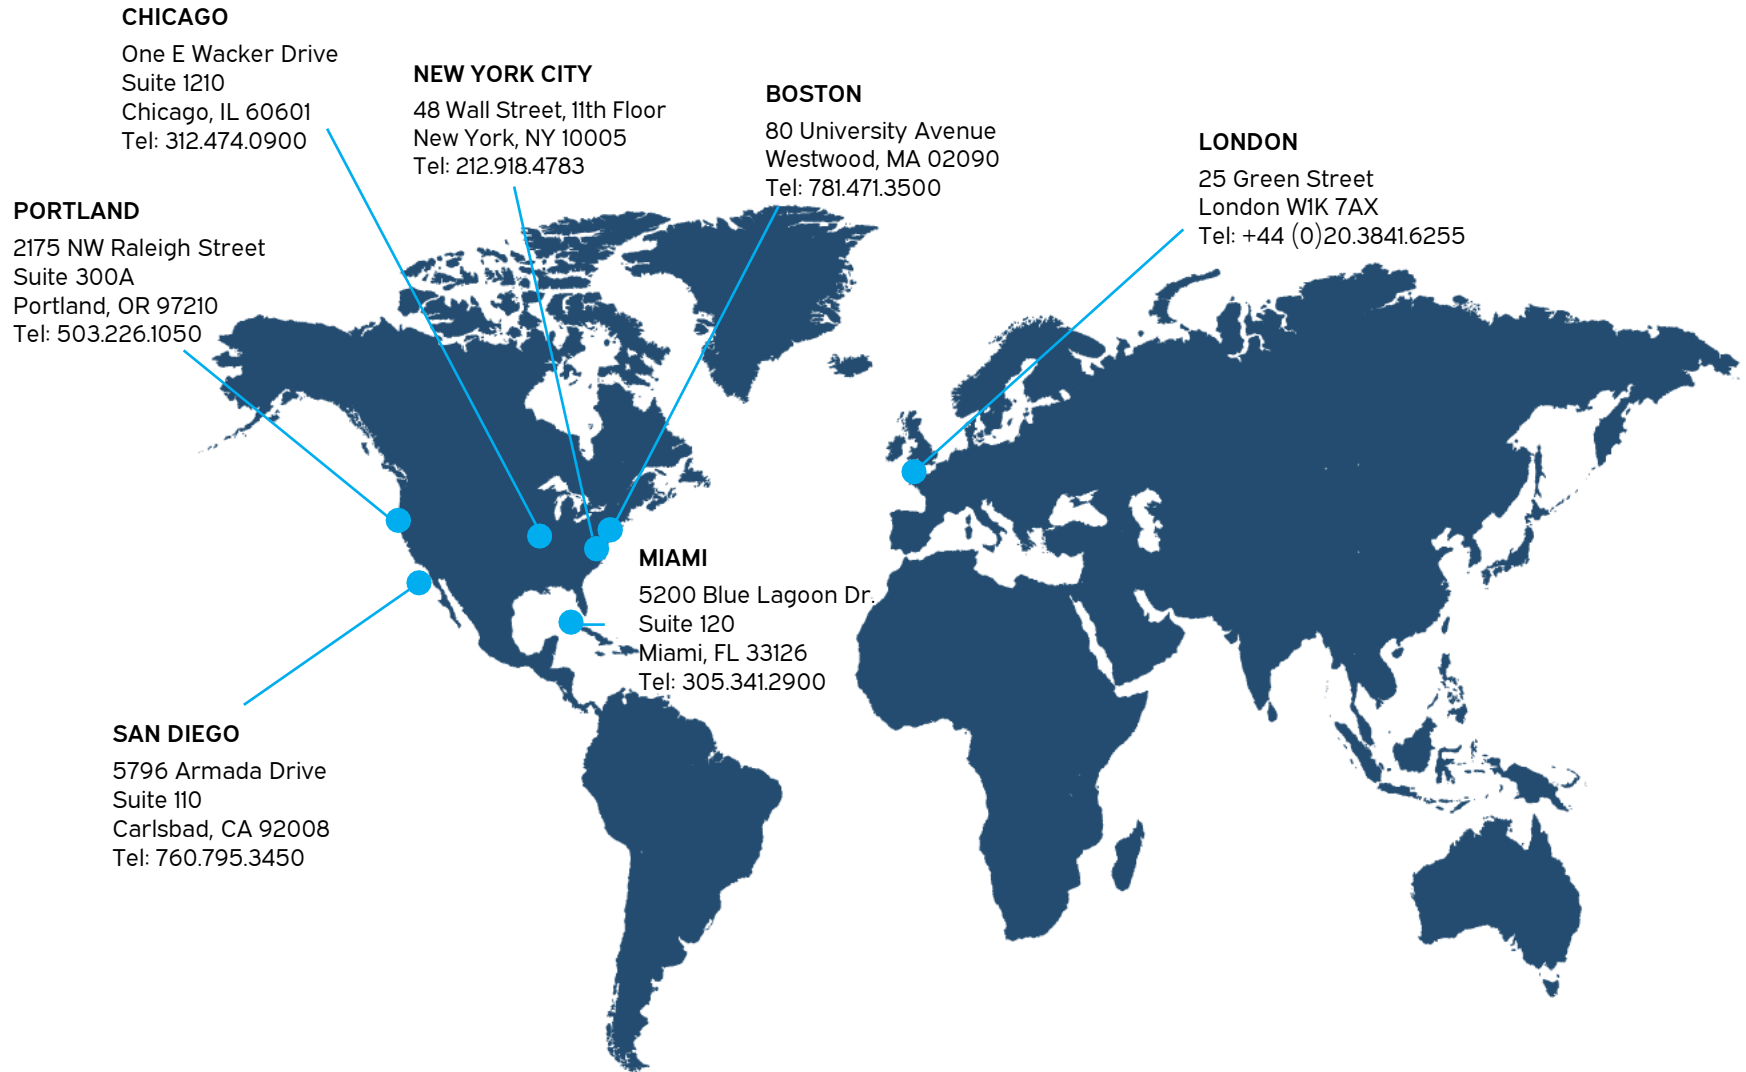 CHICAGO
One E Wacker Drive
Suite 1210
Chicago, IL 60601
Tel: 312.474.0900
NEW YORK CITY
48 Wall Street, 11th Floor
New York, NY 10005
Tel: 212.918.4783
BOSTON
80 University Avenue
Westwood, MA 02090
Tel: 781.471.3500
LONDON
25 Green Street
London W1K 7AX
Tel: +44 (0)20.3841.6255
PORTLAND
2175 NW Raleigh Street
Suite 300A
Portland, OR 97210
Tel: 503.226.1050
MIAMI
5200 Blue Lagoon Dr.
Suite 120
Miami, FL 33126
Tel: 305.341.2900
SAN DIEGO
5796 Armada Drive
Suite 110
Carlsbad, CA 92008
Tel: 760.795.3450